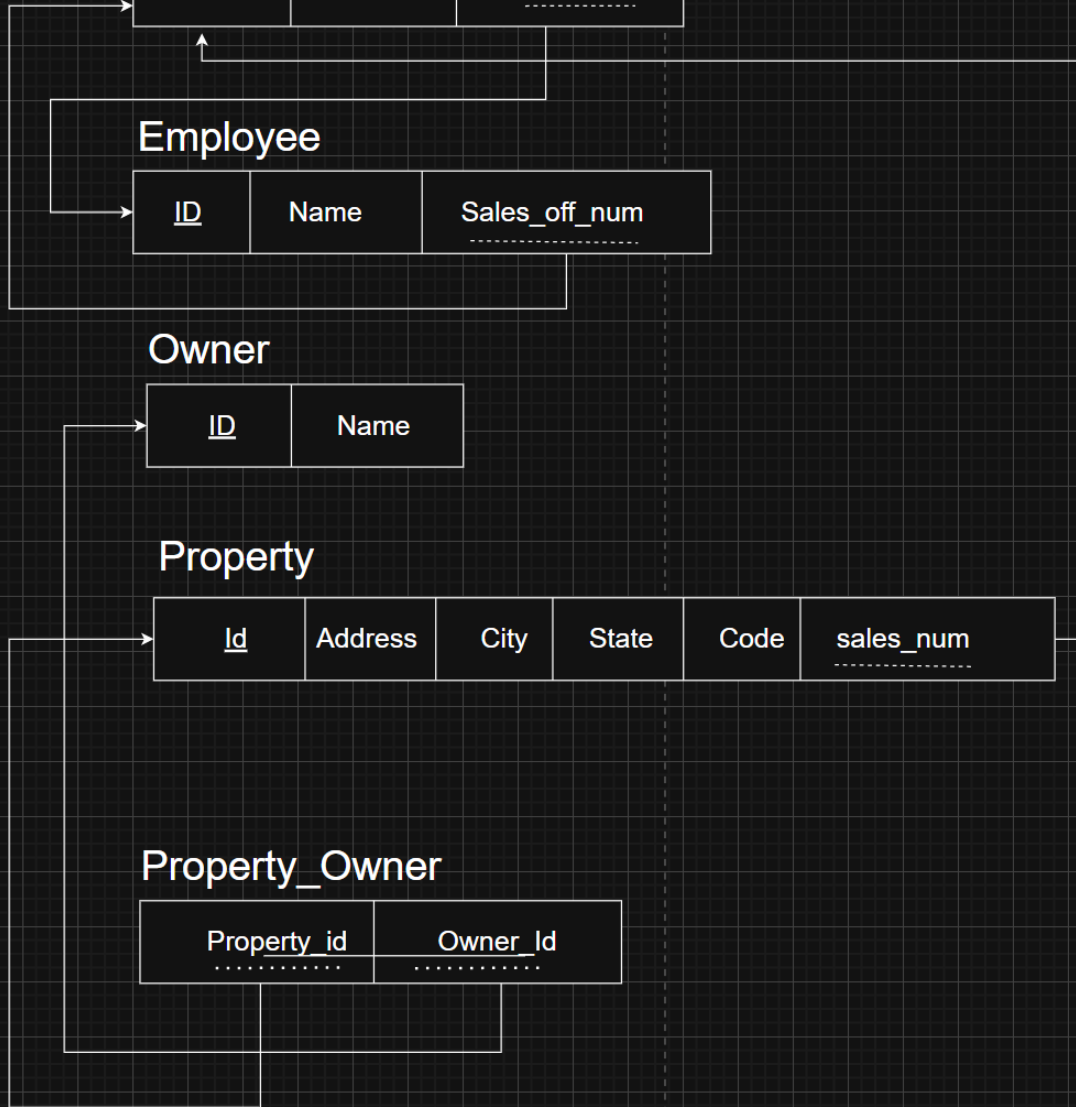 Employee
ID Name Sales_off_num
Owner
ID Name
Property
Id Address City State Code sales_num
Property_Owner
Property_id Owner_Id